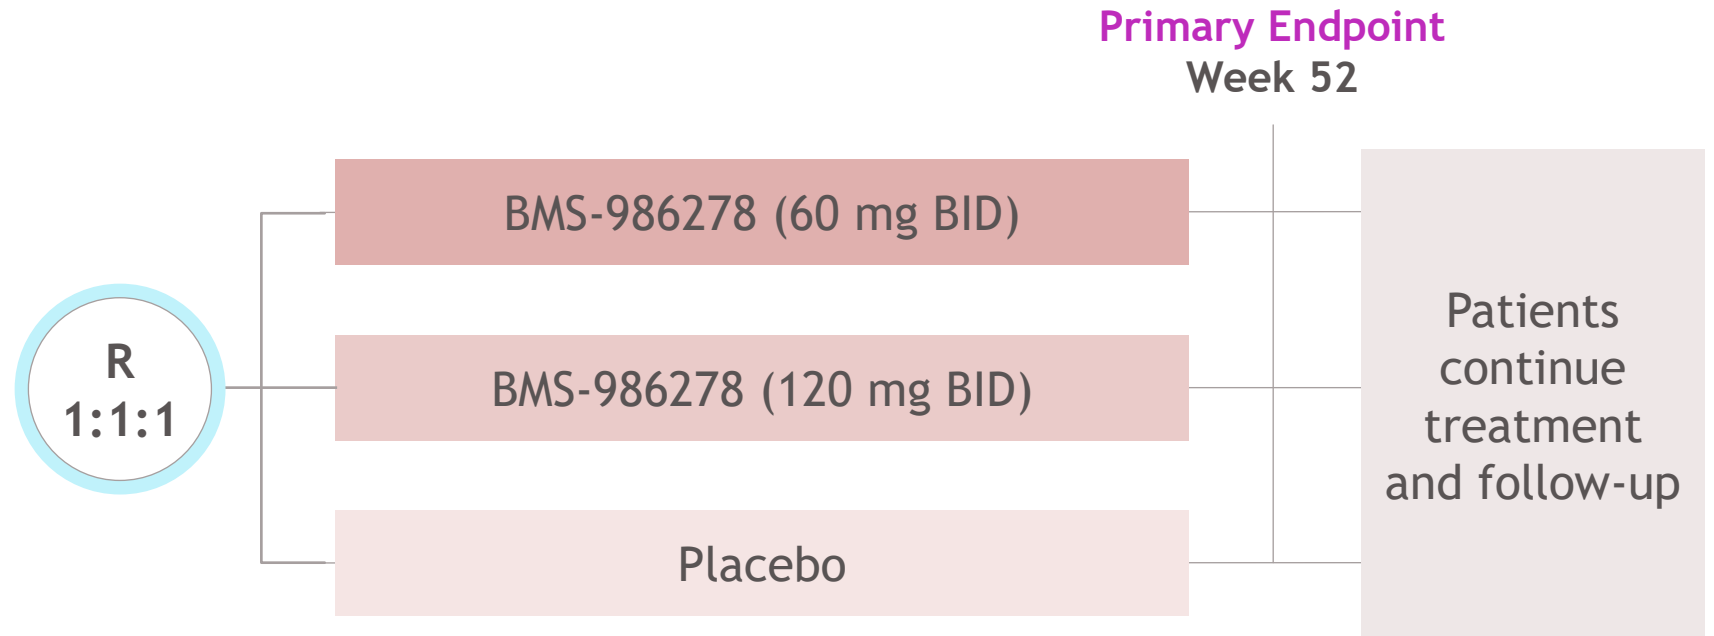 Primary Endpoint
Week 52
BMS-986278 (60 mg BID)
R
1:1:1
BMS-986278 (120 mg BID)
Placebo
Patients
continue
treatment
and follow-up